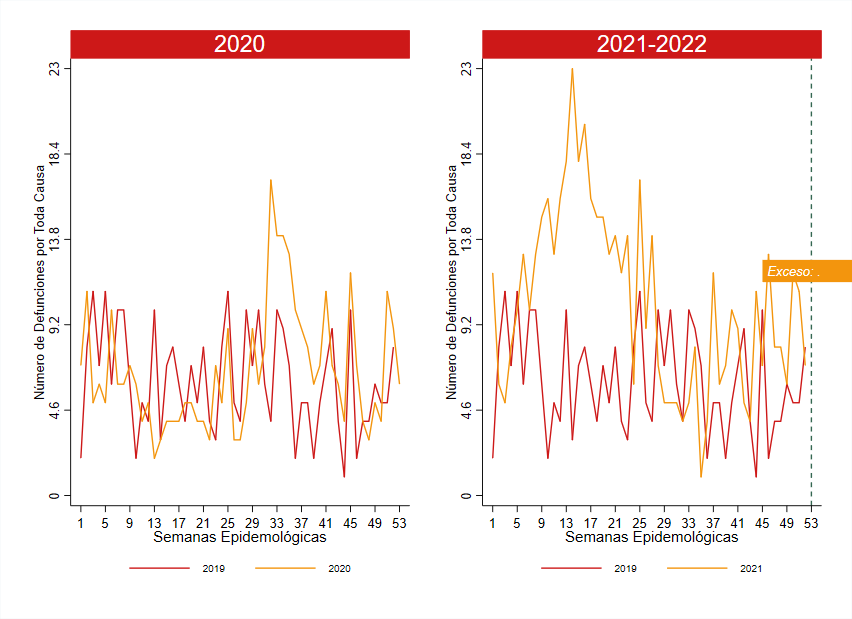 2020
Número de Defunciones por Toda Causa
23
18.4
13.8
9.2
4.6
0
1 5 9 13 17 21 25 29 33 37 41 45 49 53
Semanas Epidemológicas
2019 2020
2021-2022
Número de Defunciones por Toda Causa
23
18.4
13.8
9.2
4.6
0
Exceso: .
1 5 9 13 17 21 25 29 33 37 41 45 49 53
Semanas Epidemológicas
2019 2021